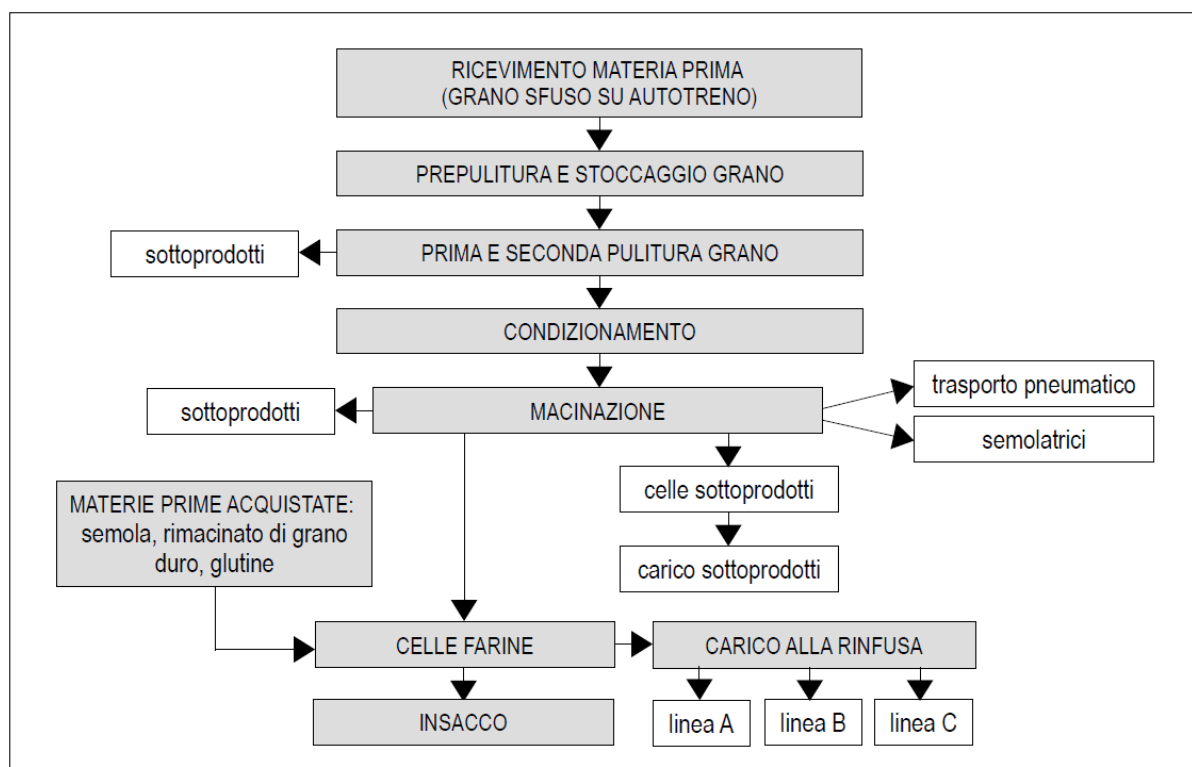 RICEVIMENTO MATERIA PRIMA
(GRANO SFUSO SU AUTOTRENO)
PREPULITURA E STOCCAGGIO GRANO
sottoprodotti
PRIMA E SECONDA PULITURA GRANO
CONDIZIONAMENTO
trasporto pneumatico
sottoprodotti
MACINAZIONE
semolatrici
celle sottoprodotti
MATERIE PRIME ACQUISTATE:
semola, rimacinato di grano
duro, glutine
carico sottoprodotti
CELLE FARINE
CARICO ALLA RINFUSA
INSACCO
linea A
linea B
linea C